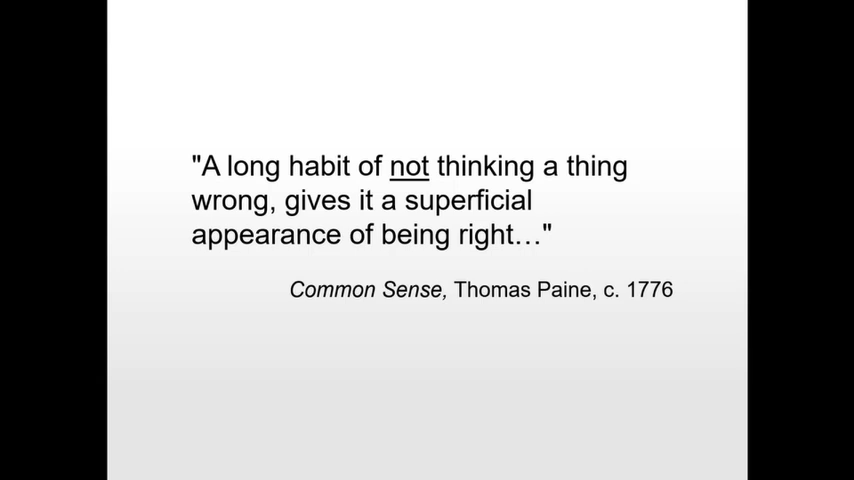 "A long habit of not thinking a thing
wrong, gives it a superficial
appearance of being right…"
Common Sense, Thomas Paine, c. 1776